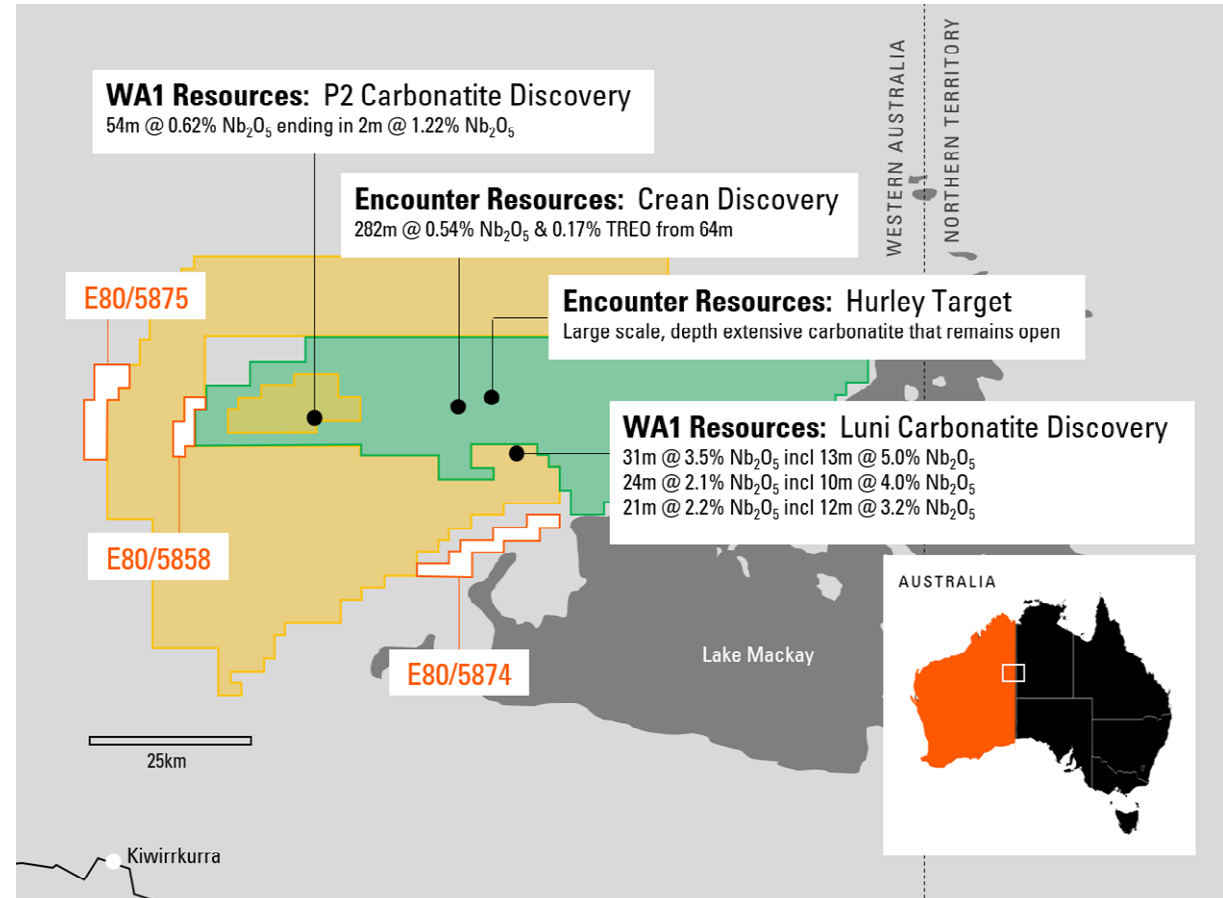 WA1 Resources: P2 Carbonatite Discovery
54m @ 0.62% Nb₂O₅ ending in 2m @ 1.22% Nb₂O₅
WESTERN AUSTRALIA
NORTHERN TERRITORY
Encounter Resources: Crean Discovery
282m @ 0.54% Nb₂O₅ & 0.17% TREO from 64m
E80/5875
Encounter Resources: Hurley Target
Large scale, depth extensive carbonatite that remains open
WA1 Resources: Luni Carbonatite Discovery
31m @ 3.5% Nb₂O₅ incl 13m @ 5.0% Nb₂O₅
24m @ 2.1% Nb₂O₅ incl 10m @ 4.0% Nb₂O₅
21m @ 2.2% Nb₂O₅ incl 12m @ 3.2% Nb₂O₅
E80/5858
AUSTRALIA
Lake Mackay
E80/5874
25km
Kiwirrkurra